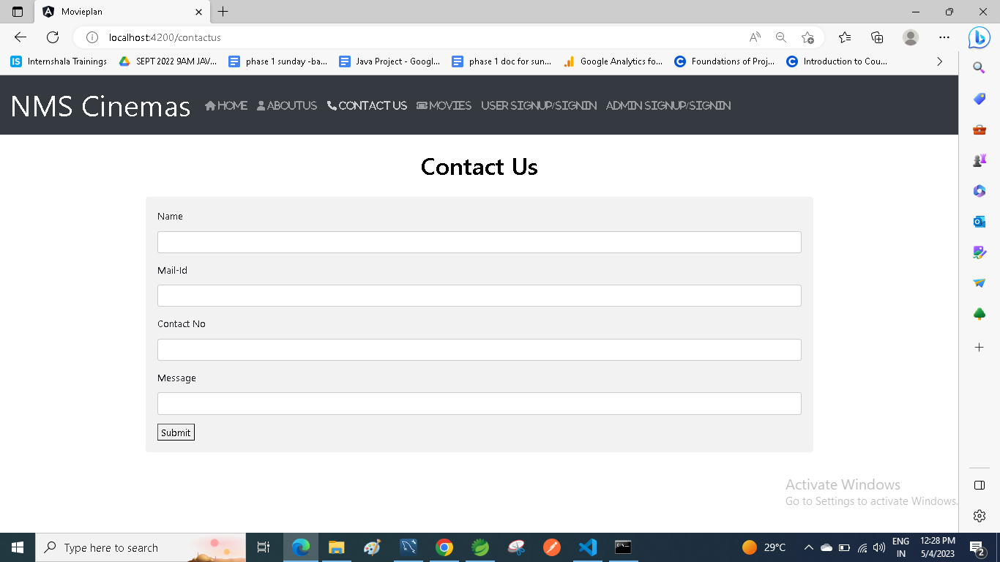 Movieplan
localhost:4200/contactus
Internshala Trainings
SEPT 2022 9AM JAV...
phase 1 sunday -ba...
Java Project - Googl...
phase 1 doc for sun...
Google Analytics fo...
Foundations of Proj...
Introduction to Cou...
NMS Cinemas
HOME
ABOUTUS
CONTACT US
MOVIES
USER SIGNUP/SIGNIN
ADMIN SIGNUP/SIGNIN
Contact Us
Name
Mail-Id
Contact No
Message
Submit
Activate Windows
Go to Settings to activate Windows.
Type here to search
29°C
ENG
IN
12:28 PM
5/4/2023
2